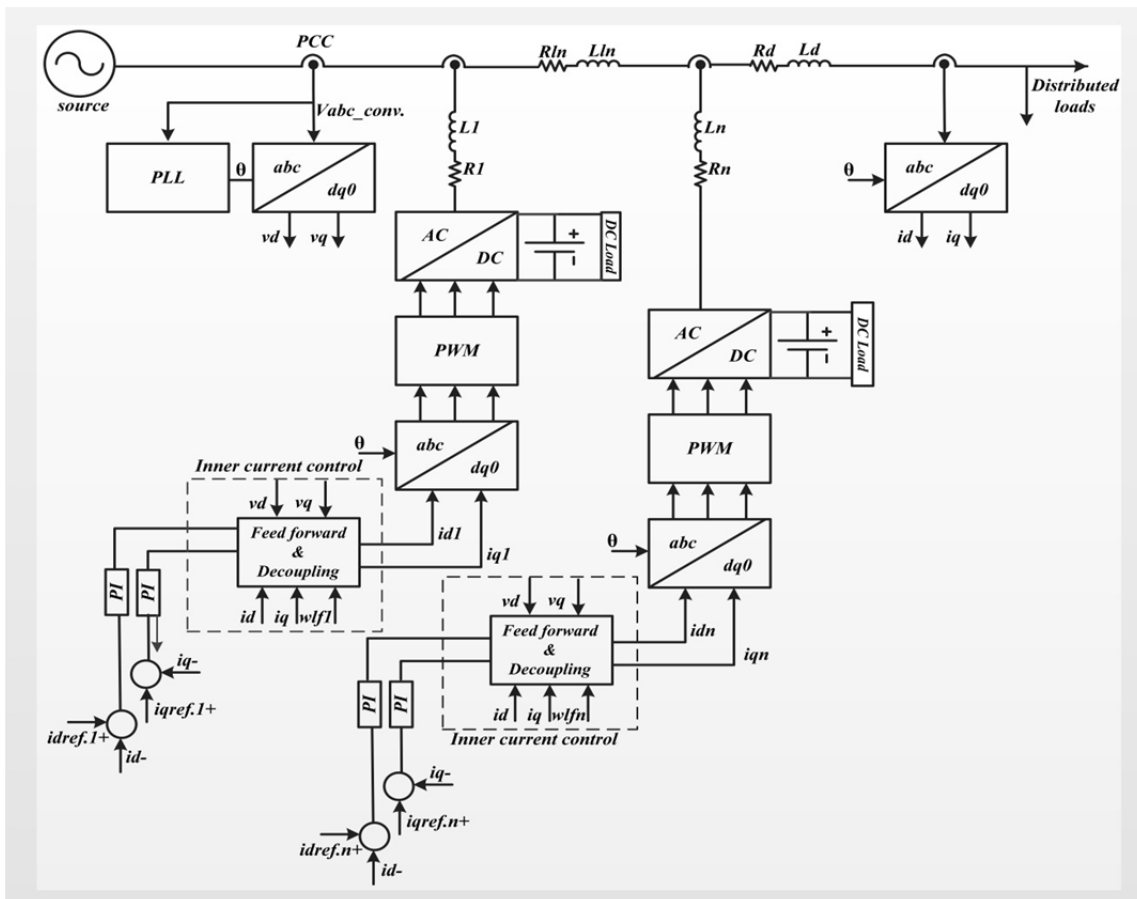 PCC
Rln
Lln
Rd
Ld
source
Vabc_conv.
Distributed
loads
L1
R1
Ln
Rn
PLL
θ
abc
dq0
vd
vq
θ
abc
dq0
id
iq
AC
DC
+
-
DC Load
PWM
AC
DC
+
-
DC Load
θ
abc
dq0
PWM
Inner current control
vd
vq
Feed forward
&
Decoupling
id1
iq1
id
iq
wlf1
PI
PI
θ
abc
dq0
vd
vq
Feed forward
&
Decoupling
idn
iqn
id
iq
wlfn
Inner current control
PI
PI
iq-
iqref.1+
idref.1+
id-
iq-
iqref.n+
idref.n+
id-